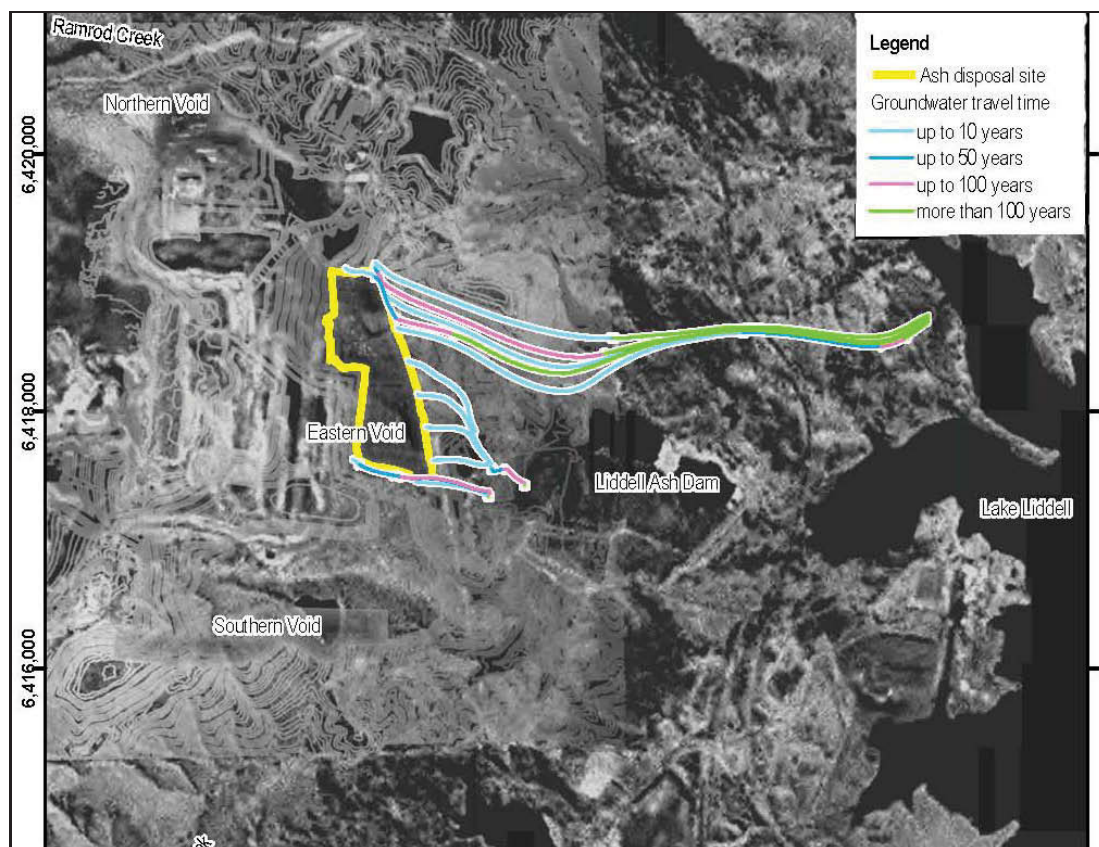 Ramrod Creek
Northern Void
Legend
Ash disposal site
Groundwater travel time
up to 10 years
up to 50 years
up to 100 years
more than 100 years
6,420,000
6,418,000
Eastern Void
Liddell Ash Dam
Lake Liddell
Southern Void
6,416,000